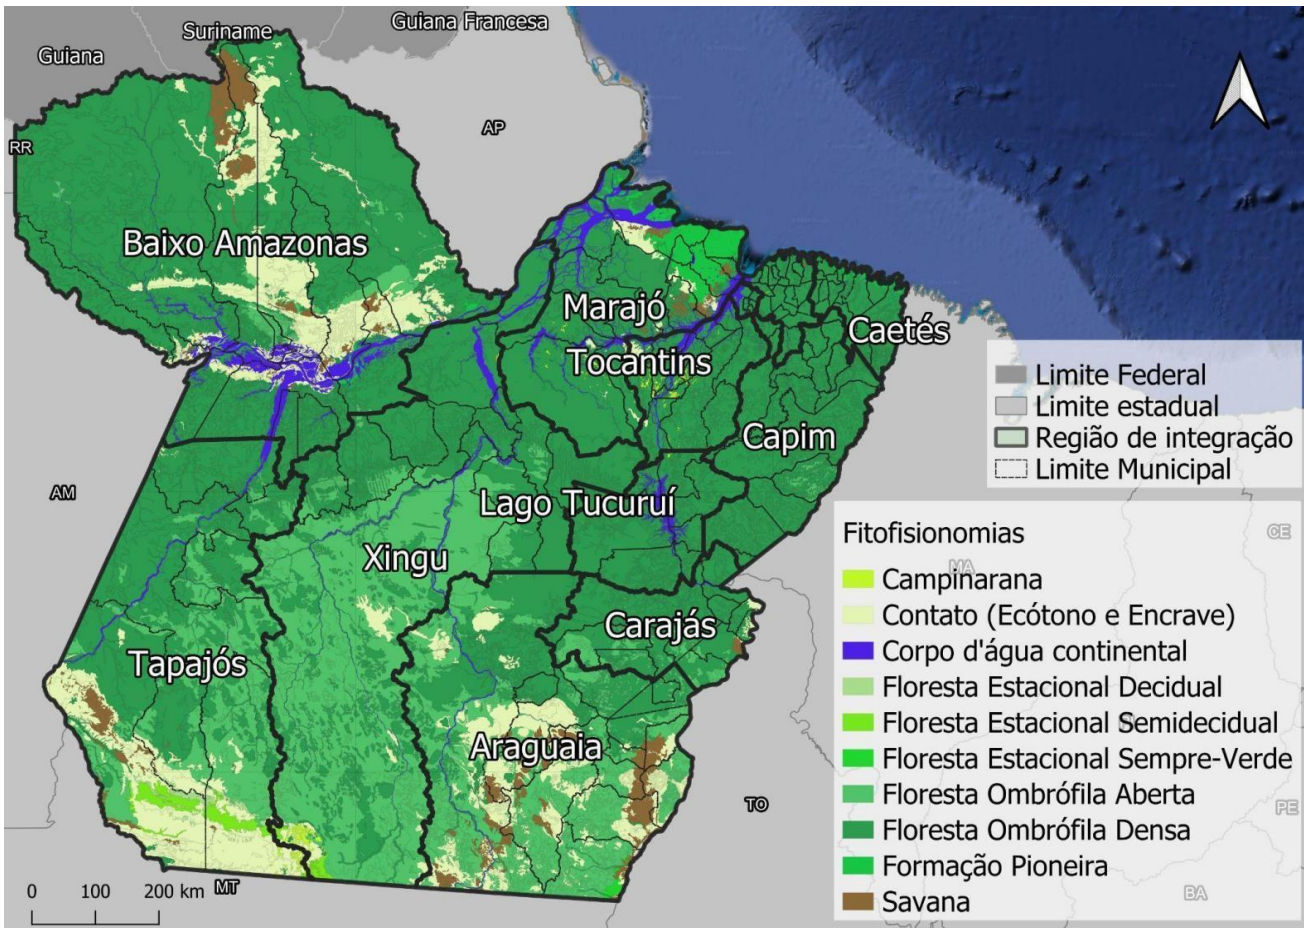 Guiana
Suriname
Guiana Francesa
AP
RR
Baixo Amazonas
Marajó
Tocantins
Caetés
Capim
AM
Lago Tucuruí
Xingu
Carajás
Tapajós
Araguaia
TO
MT
0 100 200 km
Limite Federal
Limite estadual
Região de integração
Limite Municipal
CE
Fitofisionomias
MA
Campinarana
Contato (Ecótono e Encrave)
Corpo d'água continental
Floresta Estacional Decidual
Floresta Estacional Semidecidual
Floresta Estacional Sempre-Verde
Floresta Ombrófila Aberta
PE
Floresta Ombrófila Densa
Formação Pioneira
Savana
BA